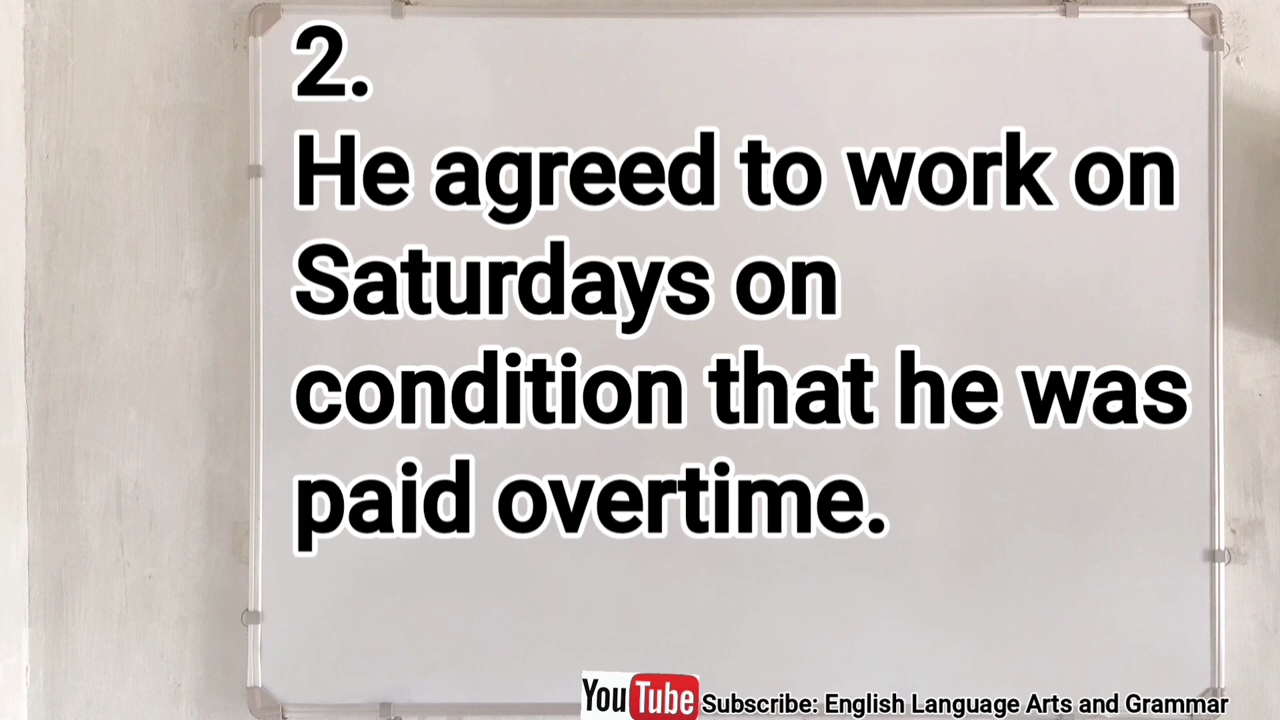 2.
He agreed to work on
Saturdays on
condition that he was
paid overtime.
YouTube Subscribe: English Language Arts and Grammar